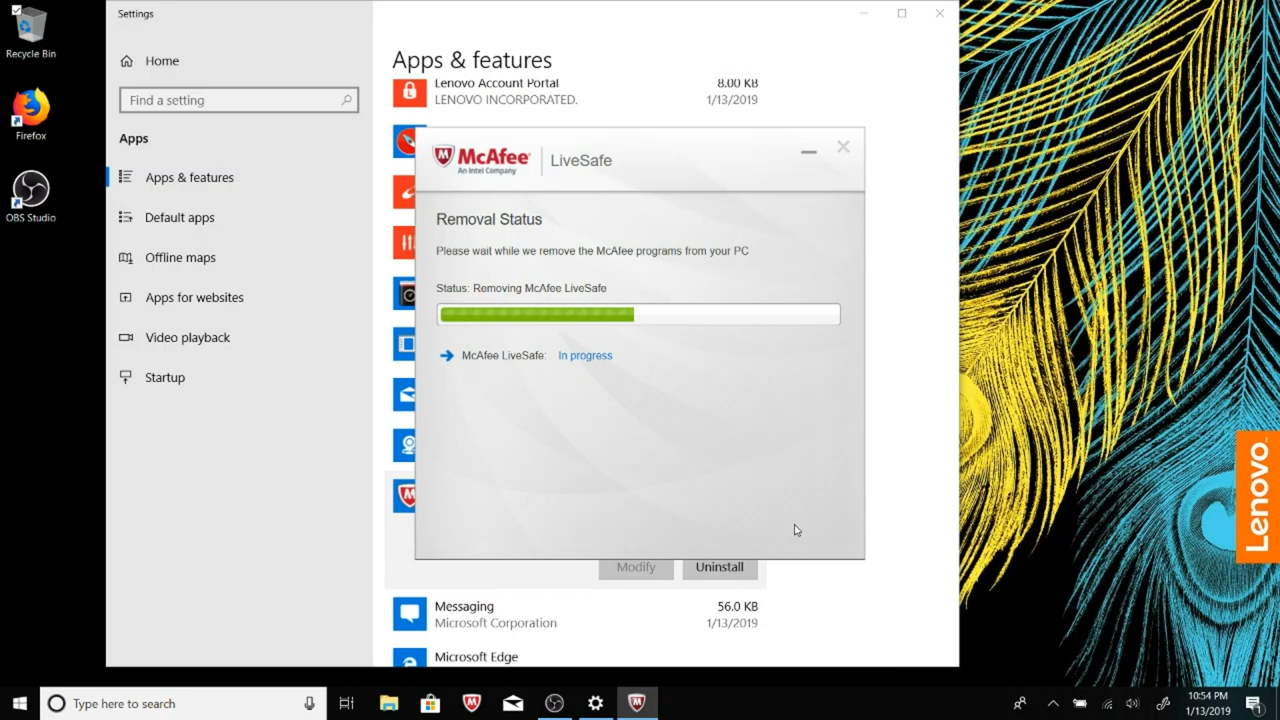 Recycle Bin
Firefox
OBS Studio
Settings
Home
Find a setting
Apps
Apps & features
Default apps
Offline maps
Apps for websites
Video playback
Startup
Apps & features
Lenovo Account Portal 8.00 KB
LENOVO INCORPORATED. 1/13/2019
McAfee LiveSafe
An Intel Company
Removal Status
Please wait while we remove the McAfee programs from your PC
Status: Removing McAfee LiveSafe
McAfee LiveSafe: In progress
Modify Uninstall
Messaging 56.0 KB
Microsoft Corporation 1/13/2019
Microsoft Edge
Lenovo
Type here to search
10:54 PM
1/13/2019
1